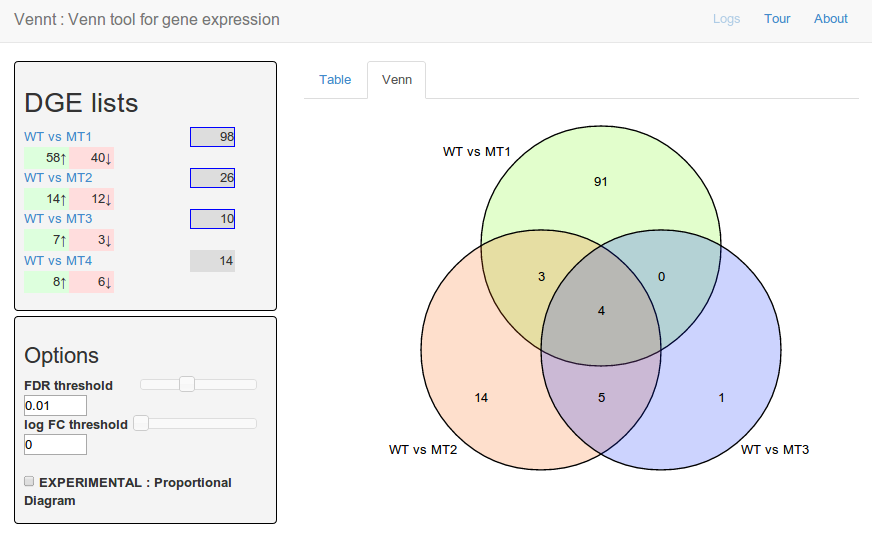 Vennt : Venn tool for gene expression
Logs Tour About
DGE lists
WT vs MT1 98
58↑ 40↓
WT vs MT2 26
14↑ 12↓
WT vs MT3 10
7↑ 3↓
WT vs MT4 14
8↑ 6↓
Options
FDR threshold
0.01
log FC threshold
0
EXPERIMENTAL : Proportional
Diagram
Table Venn
WT vs MT1
91
3 0
4
14 5 1
WT vs MT2 WT vs MT3